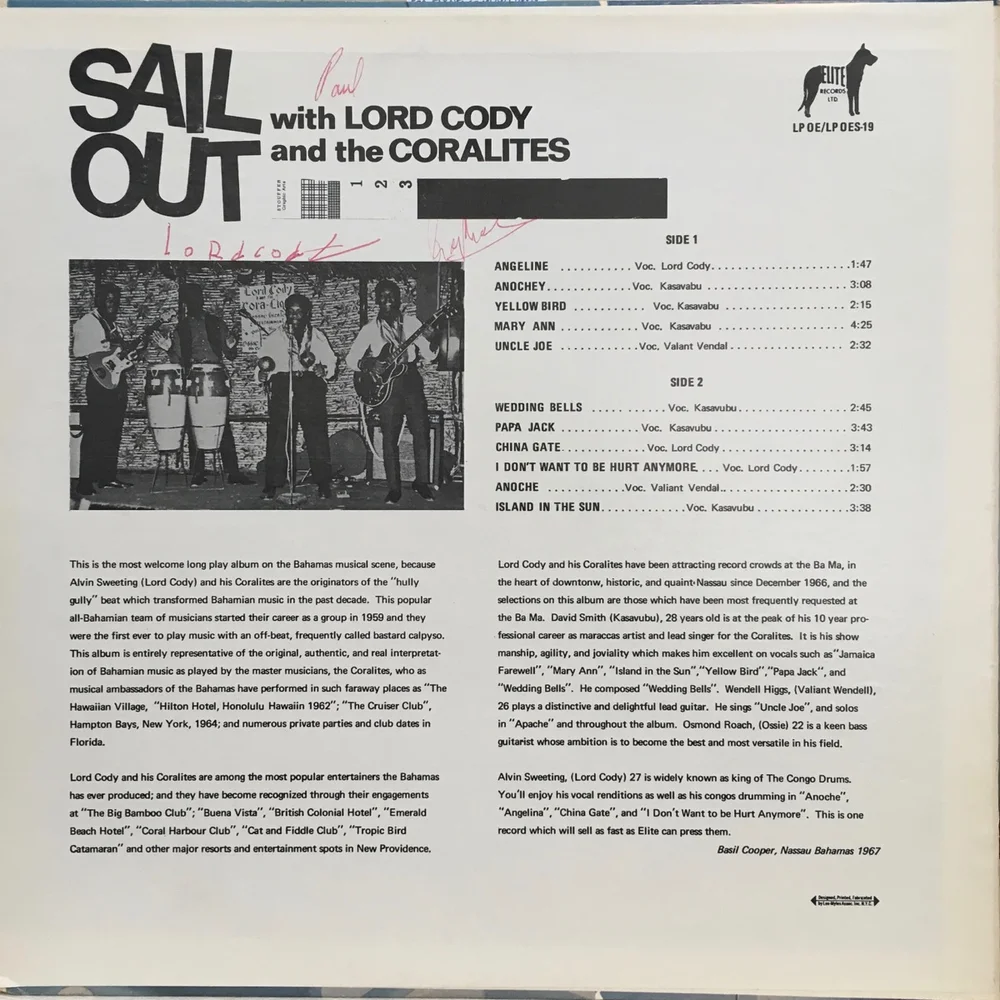 SAIL
OUT
Paul
with LORD CODY
and the CORALITES
ELITE
RECORDS
LTD
LP OE/LP OES-19
STOUFFER
Graphic Arts
1 2 3
Lord Cody
SIDE 1
ANGELINE ........... Voc. Lord Cody.....................1:47
ANOCHEY.............Voc. Kasavabu .....................3:08
YELLOW BIRD ........... Voc. Kasavabu ................... 2:15
MARY ANN ............ Voc. Kasavabu ................... 4:25
UNCLE JOE ............Voc. Valant Vendal................. 2:32
SIDE 2
WEDDING BELLS ........... Voc. Kasavubu................ 2:45
PAPA JACK ............ Voc. Kasavubu.................... 3:43
CHINA GATE............. Voc. Lord Cody................... 3:14
I DON'T WANT TO BE HURT ANYMORE.... Voc. Lord Cody........1:57
ANOCHE ............Voc. Valiant Vendal.................. 2:30
ISLAND IN THE SUN.............Voc. Kasvubu..............3:38
Lord Cody
This is the most welcome long play album on the Bahamas musical scene, because
Alvin Sweeting (Lord Cody) and his Coralites are the originators of the "hully
gully" beat which transformed Bahamian music in the past decade. This popular
all-Bahamian team of musicians started their career as a group in 1959 and they
were the first ever to play music with an off-beat, frequently called bastard calpyso.
This album is entirely representative of the original, authentic, and real interpretat-
ion of Bahamian music as played by the master musicians, the Coralites, who as
musical ambassadors of the Bahamas have performed in such faraway places as "The
Hawaiian Village, "Hilton Hotel, Honolulu Hawaiin 1962"; "The Cruiser Club",
Hampton Bays, New York, 1964; and numerous private parties and club dates in
Florida.
Lord Cody and his Coralites are among the most popular entertainers the Bahamas
has ever produced; and they have become recognized through their engagements
at "The Big Bamboo Club"; "Buena Vista", "British Colonial Hotel", "Emerald
Beach Hotel", "Coral Harbour Club", "Cat and Fiddle Club", "Tropic Bird
Catamaran" and other major resorts and entertainment spots in New Providence.
Lord Cody and his Coralites have been attracting record crowds at the Ba Ma, in
the heart of downtonw, historic, and quaint Nassau since December 1966, and the
selections on this album are those which have been most frequently requested at
the Ba Ma. David Smith (Kasavubu), 28 years old is at the peak of his 10 year pro-
fessional career as maraccas artist and lead singer for the Coralites. It is his show
manship, agility, and joviality which makes him excellent on vocals such as "Jamaica
Farewell", "Mary Ann", "Island in the Sun","Yellow Bird","Papa Jack", and
"Wedding Bells". He composed "Wedding Bells". Wendell Higgs, (Valiant Wendell),
26 plays a distinctive and delightful lead guitar. He sings "Uncle Joe", and solos
in "Apache" and throughout the album. Osmond Roach, (Ossie) 22 is a keen bass
guitarist whose ambition is to become the best and most versatile in his field.
Alvin Sweeting, (Lord Cody) 27 is widely known as king of The Congo Drums.
You'll enjoy his vocal renditions as well as his congos drumming in "Anoche",
"Angelina", "China Gate", and "I Don't Want to be Hurt Anymore". This is one
record which will sell as fast as Elite can press them.
Basil Cooper, Nassau Bahamas 1967
Designed, Printed, Fabricated
by Lee-Myles Assoc. Inc. N.Y.C.